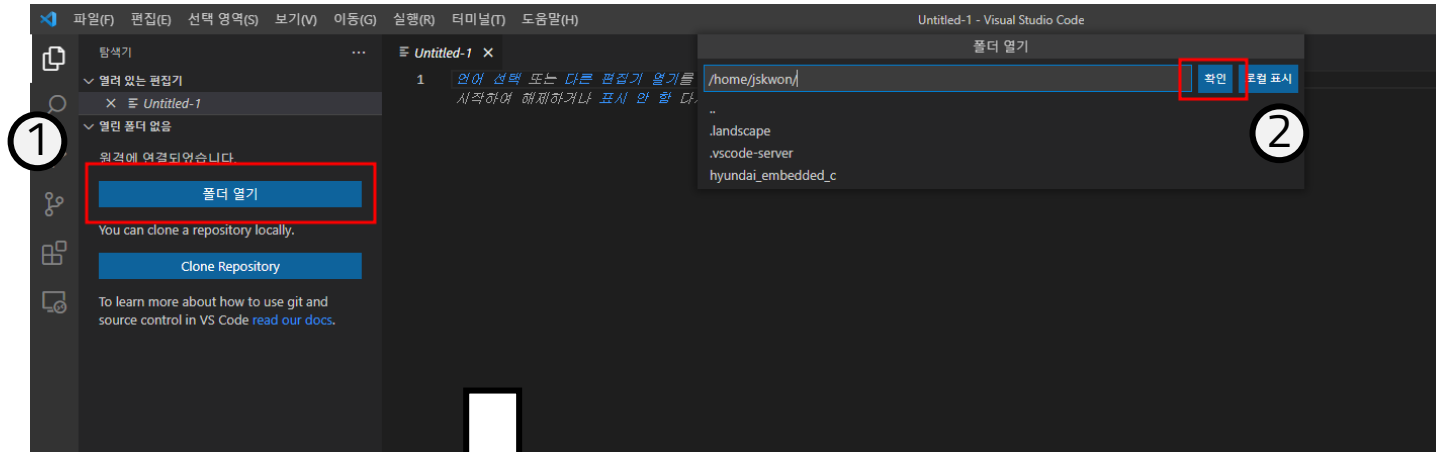 파일(F) 편집(E) 선택 영역(S) 보기(V) 이동(G) 실행(R) 터미널(T) 도움말(H)
Untitled-1 - Visual Studio Code
탐색기 ...
열려 있는 편집기
Untitled-1
열린 폴더 없음
원격에 연결되었습니다.
폴더 열기
You can clone a repository locally.
Clone Repository
To learn more about how to use git and
source control in VS Code read our docs.
1
Untitled-1
1 언어 선택 또는 다른 편집기 열기를
시작하여 해제하거나 표시 안 할
폴더 열기
/home/jskwon/
확인
로컬 표시
..
.landscape
.vscode-server
hyundai_embedded_c
2